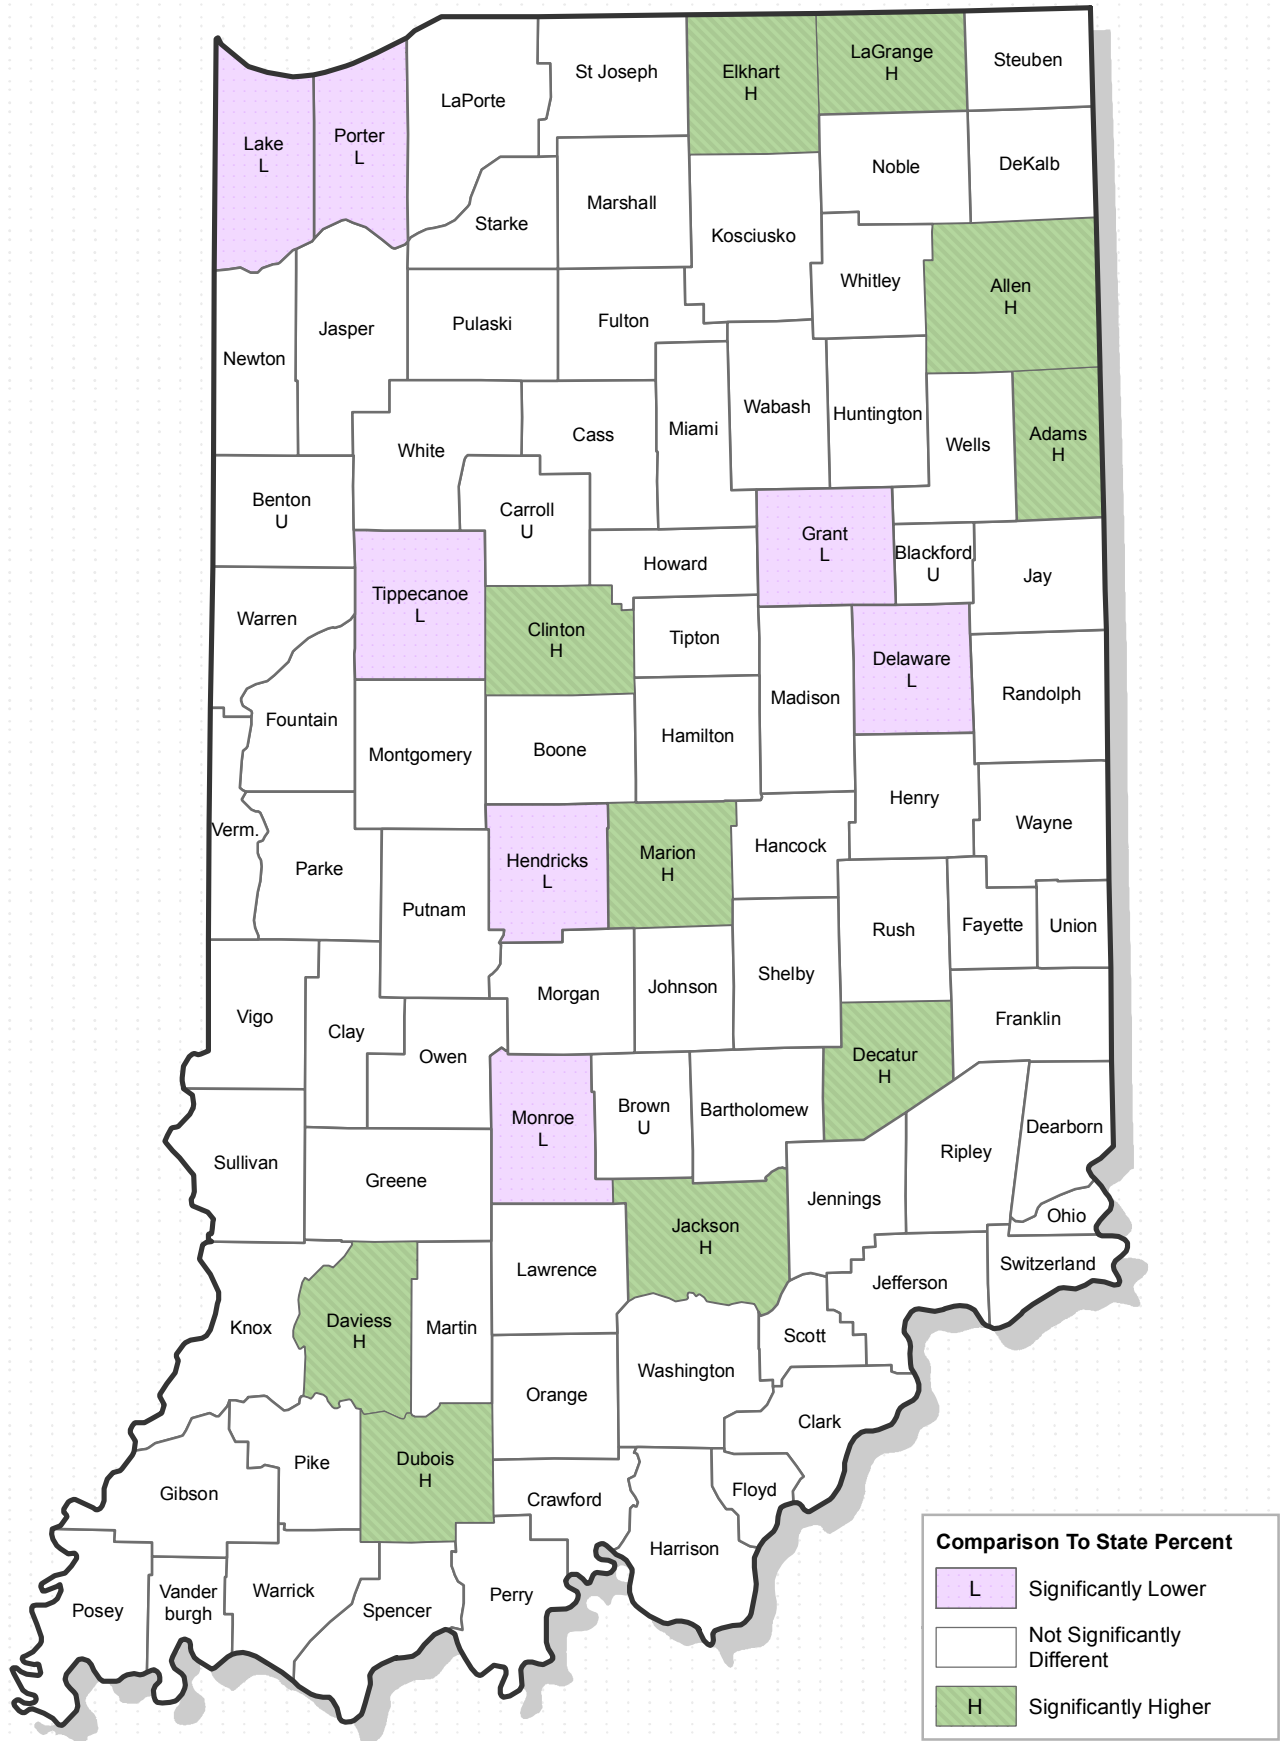 Steuben
LaGrange
H
St Joseph
Elkhart
H
LaPorte
Lake
L
Porter
L
Noble
DeKalb
Marshall
Starke
Kosciusko
Whitley
Allen
H
Jasper
Pulaski
Fulton
Newton
Wabash
Huntington
Miami
Cass
White
Wells
Adams
H
Benton
U
Carroll
U
Grant
L
Blackford
U
Howard
Jay
Tippecanoe
L
Warren
Clinton
H
Tipton
Delaware
L
Randolph
Madison
Fountain
Hamilton
Boone
Montgomery
Henry
Wayne
Verm.
Hancock
Marion
H
Hendricks
L
Parke
Putnam
Rush
Fayette
Union
Shelby
Johnson
Morgan
Vigo
Clay
Owen
Franklin
Decatur
H
Monroe
L
Brown
U
Bartholomew
Dearborn
Ripley
Sullivan
Greene
Jennings
Ohio
Jackson
H
Lawrence
Switzerland
Jefferson
Knox
Daviess
H
Martin
Scott
Washington
Orange
Clark
Pike
Dubois
H
Gibson
Crawford
Floyd
Harrison
Posey
Vander
burgh
Warrick
Spencer
Perry
Comparison To State Percent
L Significantly Lower
Not Significantly
Different
H Significantly Higher